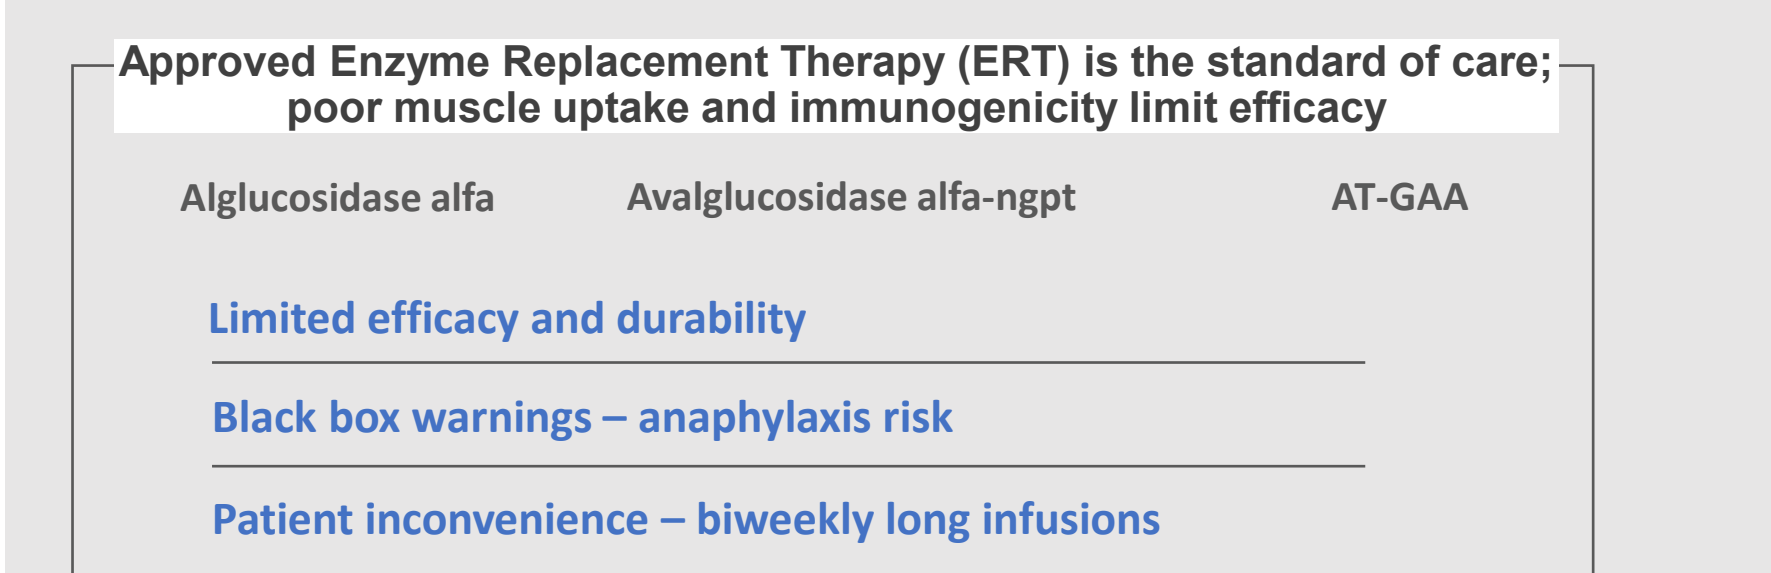 Approved Enzyme Replacement Therapy (ERT) is the standard of care;
poor muscle uptake and immunogenicity limit efficacy
Alglucosidase alfa
Avalglucosidase alfa-ngpt
AT-GAA
Limited efficacy and durability
Black box warnings – anaphylaxis risk
Patient inconvenience – biweekly long infusions